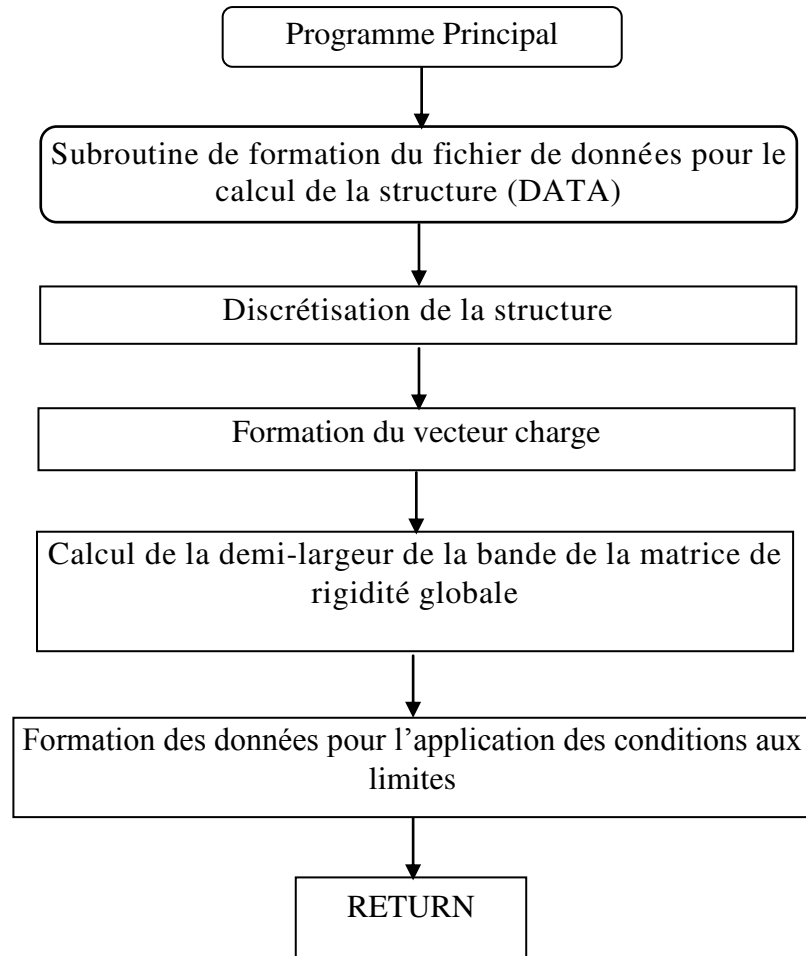 Programme Principal
Subroutine de formation du fichier de données pour le
calcul de la structure (DATA)
Discrétisation de la structure
Formation du vecteur charge
Calcul de la demi-largeur de la bande de la matrice de
rigidité globale
Formation des données pour l’application des conditions aux
limites
RETURN